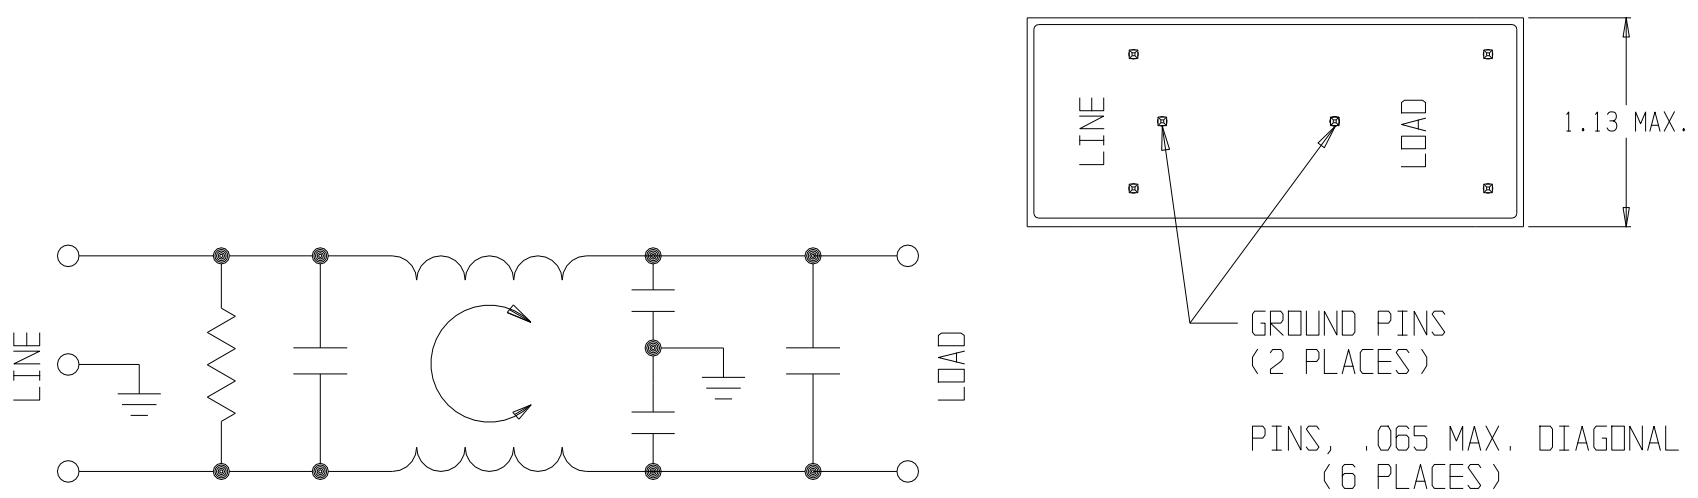 LINE
LOAD
LINE
LOAD
1.13 MAX.
GROUND PINS
(2 PLACES)
PINS, .065 MAX. DIAGONAL
(6 PLACES)